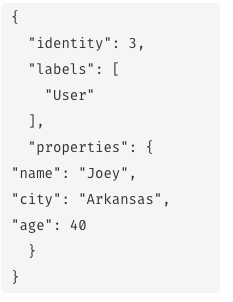 {
  "identity": 3,
  "labels": [
    "User"
  ],
  "properties": {
"name": "Joey",
"city": "Arkansas",
"age": 40
  }
}